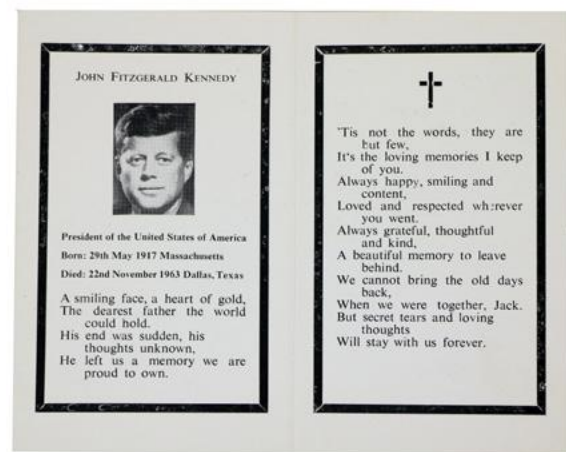 JOHN FITZGERALD KENNEDY
President of the United States of America
Born: 29th May 1917 Massachusetts
Died: 22nd November 1963 Dallas, Texas
A smiling face, a heart of gold,
The dearest father the world
could hold.
His end was sudden, his
thoughts unknown,
He left us a memory we are
proud to own.
'Tis not the words, they are
but few,
It's the loving memories I keep
of you.
Always happy, smiling and
content,
Loved and respected wherever
you went.
Always grateful, thoughtful
and kind,
A beautiful memory to leave
behind.
We cannot bring the old days
back,
When we were together, Jack.
But secret tears and loving
thoughts
Will stay with us forever.